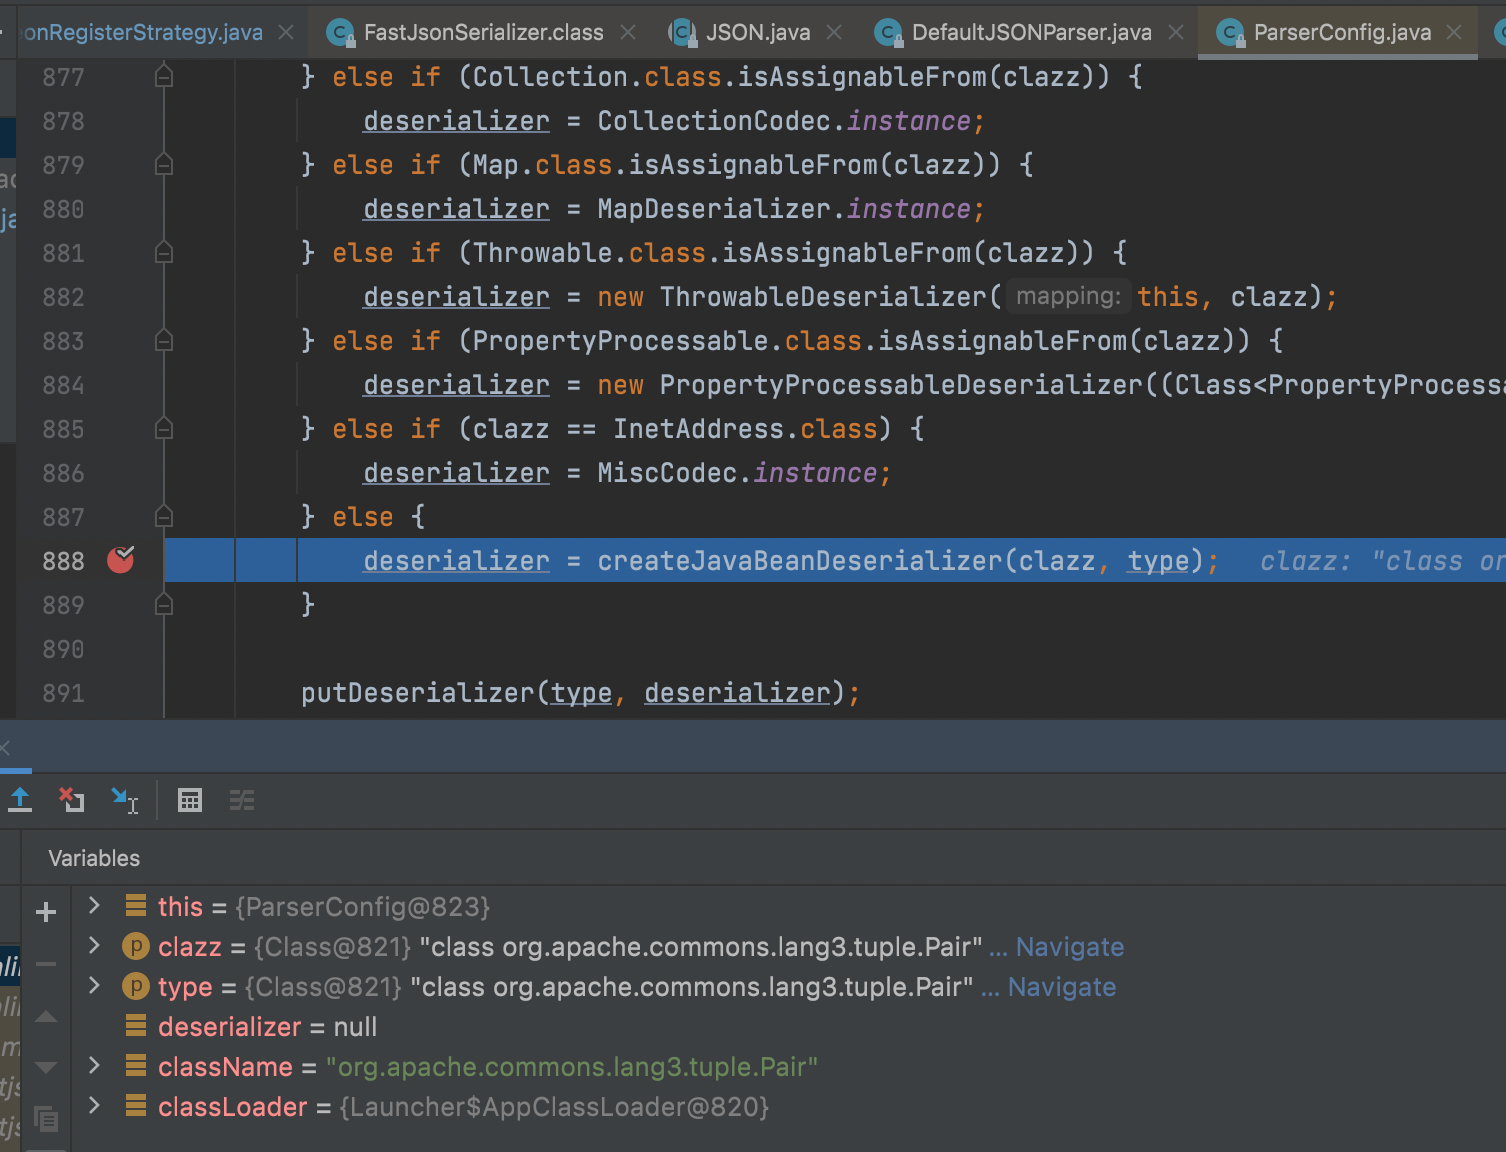 onRegisterStrategy.java FastJsonSerializer.class JSON.java DefaultJSONParser.java ParserConfig.java
877 } else if (Collection.class.isAssignableFrom(clazz)) {
878 deserializer = CollectionCodec.instance;
879 } else if (Map.class.isAssignableFrom(clazz)) {
880 deserializer = MapDeserializer.instance;
881 } else if (Throwable.class.isAssignableFrom(clazz)) {
882 deserializer = new ThrowableDeserializer( mapping: this, clazz);
883 } else if (PropertyProcessable.class.isAssignableFrom(clazz)) {
884 deserializer = new PropertyProcessableDeserializer((Class<PropertyProcessa
885 } else if (clazz == InetAddress.class) {
886 deserializer = MiscCodec.instance;
887 } else {
888 deserializer = createJavaBeanDeserializer(clazz, type); clazz: "class or
889 }
890
891 putDeserializer(type, deserializer);
Variables
this = {ParserConfig@823}
clazz = {Class@821} "class org.apache.commons.lang3.tuple.Pair" ... Navigate
type = {Class@821} "class org.apache.commons.lang3.tuple.Pair" ... Navigate
deserializer = null
className = "org.apache.commons.lang3.tuple.Pair"
classLoader = {Launcher$AppClassLoader@820}